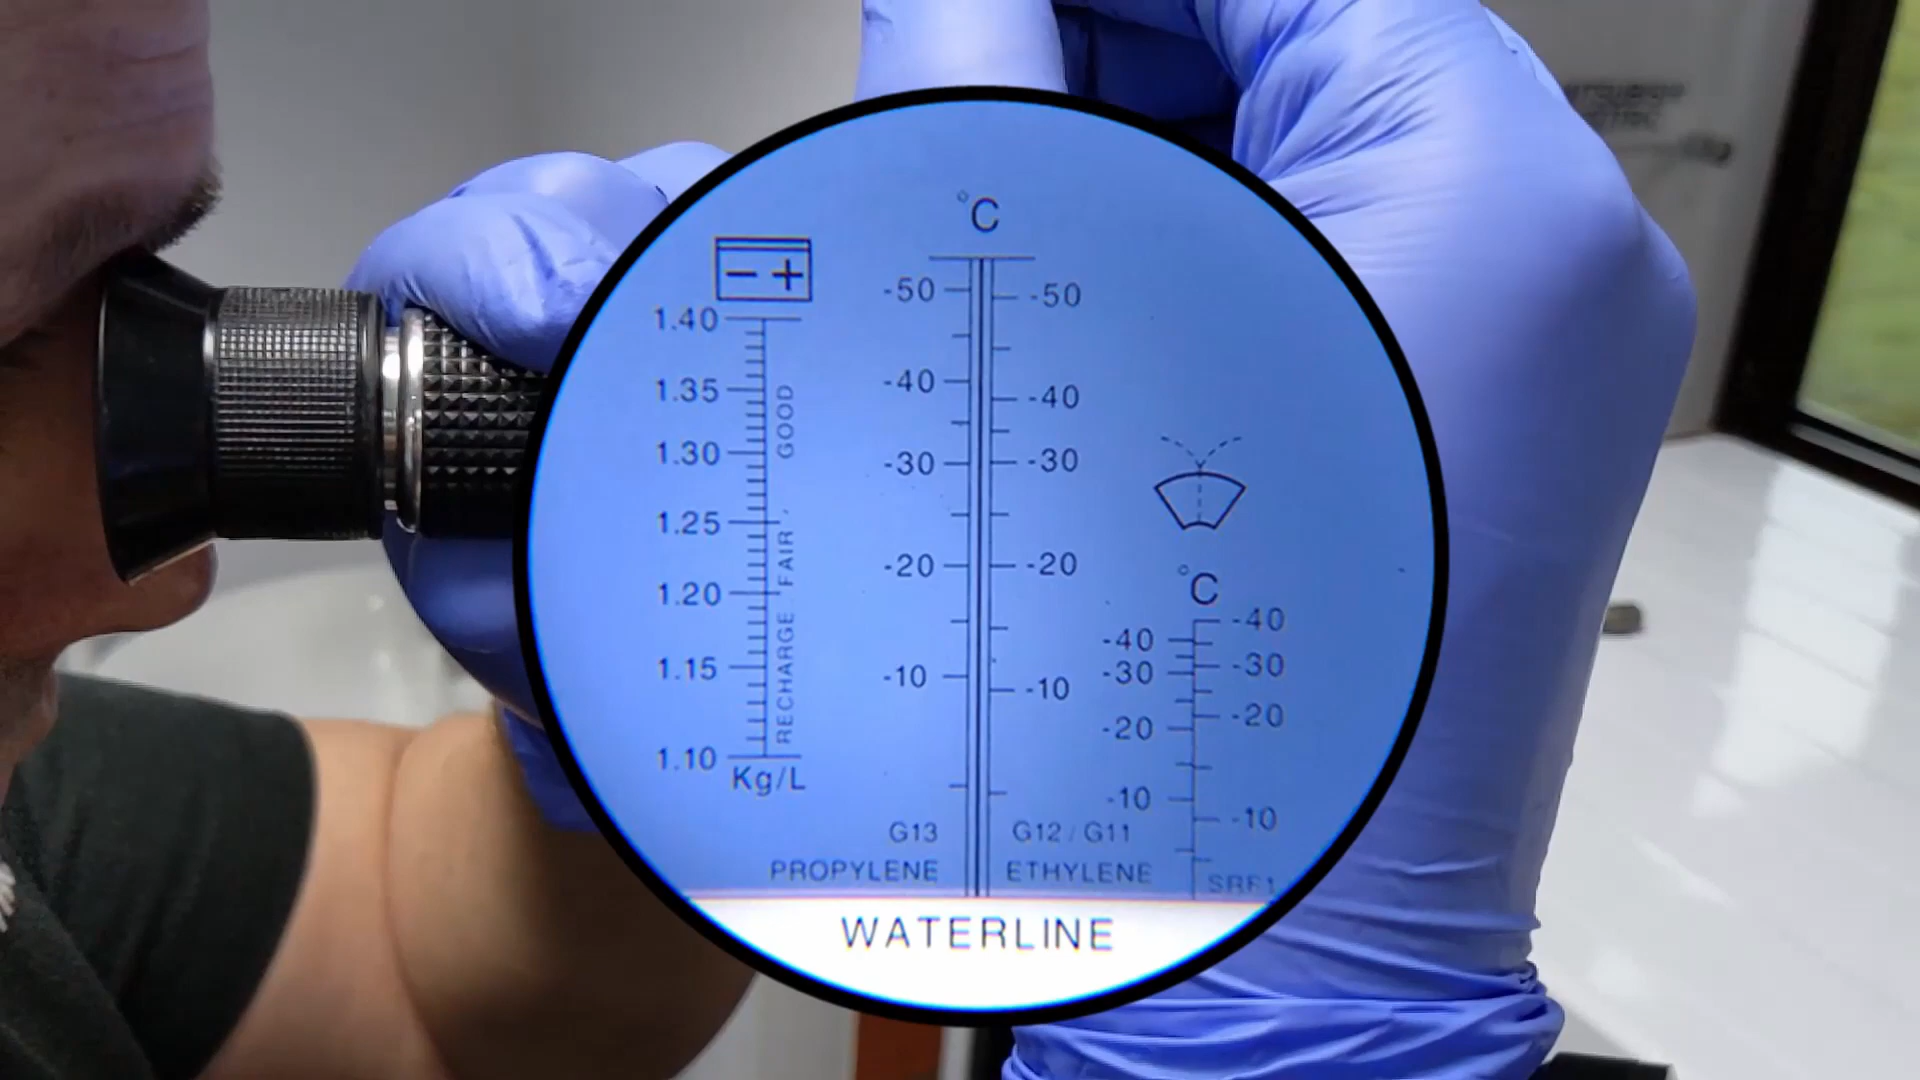 °C
- +
-50
-50
1.40
1.35
-40
-40
GOOD
1.30
-30
-30
1.25
FAIR
-20
-20
°C
1.20
-40
-40
RECHARGE
1.15
-30
-30
-10
-10
-20
-20
1.10
Kg/L
-10
-10
G13
G12 / G11
PROPYLENE
ETHYLENE
SRF1
WATERLINE